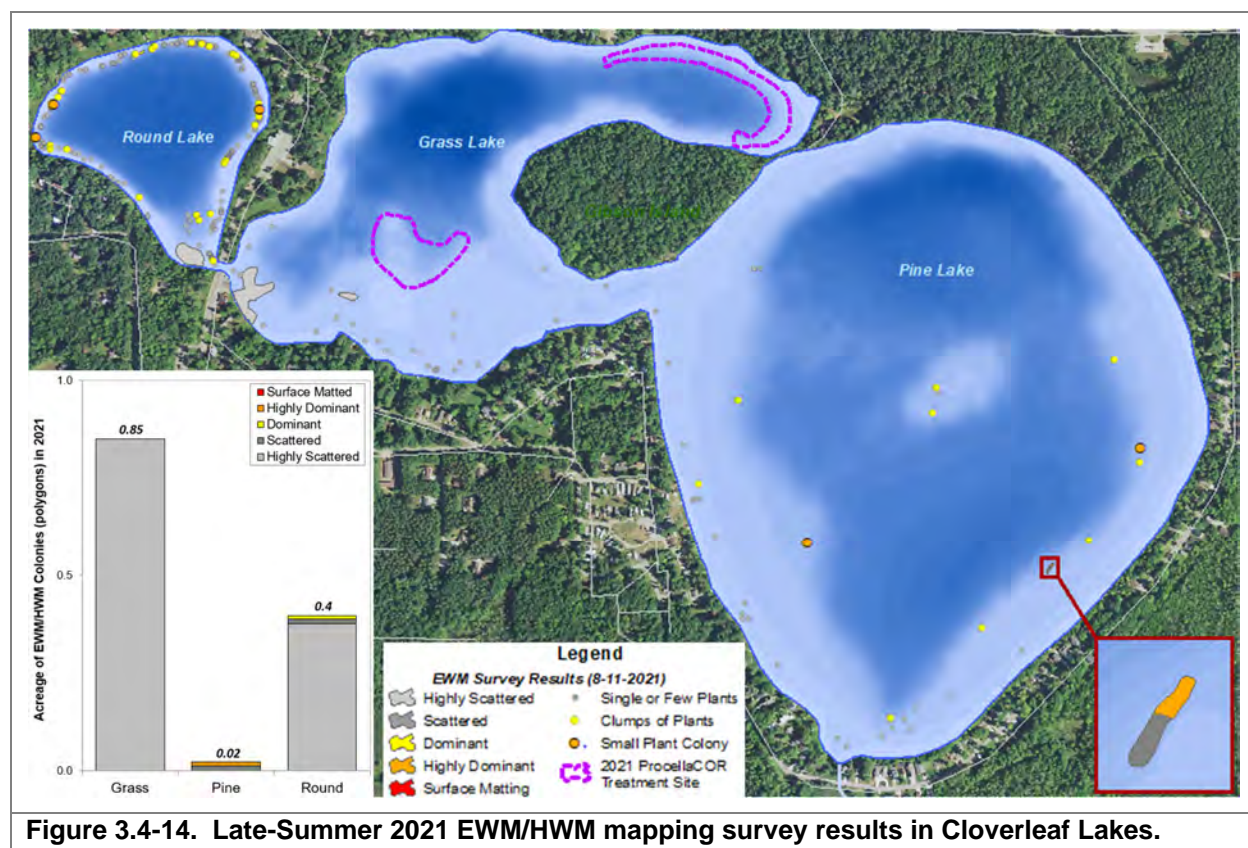 Round Lake
Grass Lake
Pine Lake
Acreage of EWM/HWM Colonies (polygons) in 2021
1.0
0.5
0.0
Surface Matted
Highly Dominant
Dominant
Scattered
Highly Scattered
0.85
0.02
0.4
Grass
Pine
Round
Legend
EWM Survey Results (8-11-2021)
Highly Scattered
Scattered
Dominant
Highly Dominant
Surface Matting
Single or Few Plants
Clumps of Plants
Small Plant Colony
2021 ProcellaCOR
Treatment Site
Figure 3.4-14. Late-Summer 2021 EWM/HWM mapping survey results in Cloverleaf Lakes.